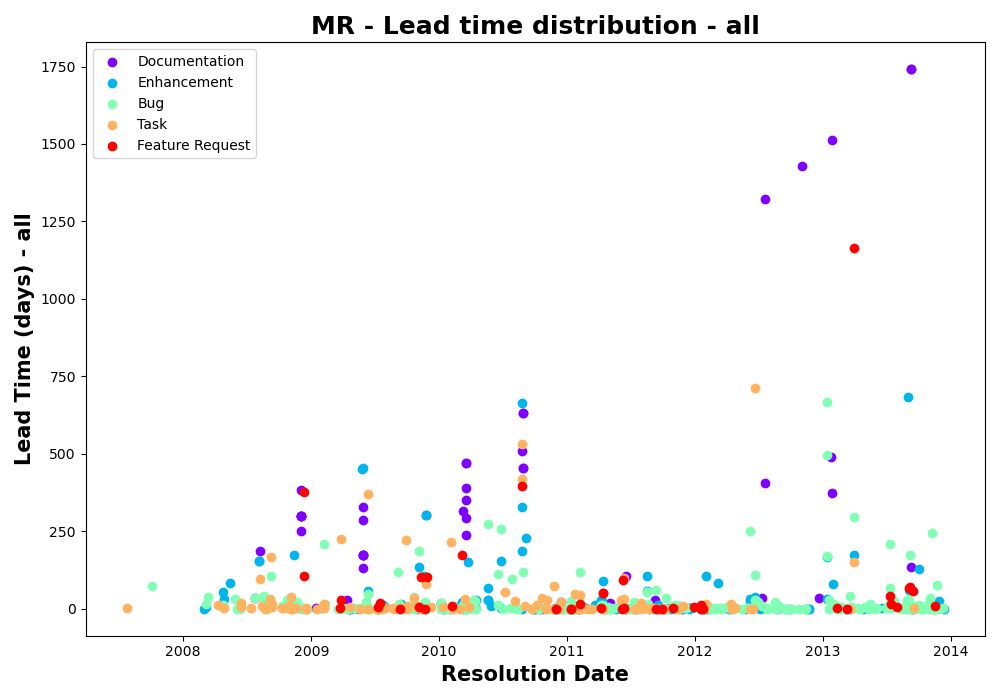 MR - Lead time distribution - all
Documentation
Enhancement
Bug
Task
Feature Request
1750
1500
1250
1000
750
500
250
0
Lead Time (days) - all
2008 2009 2010 2011 2012 2013 2014
Resolution Date